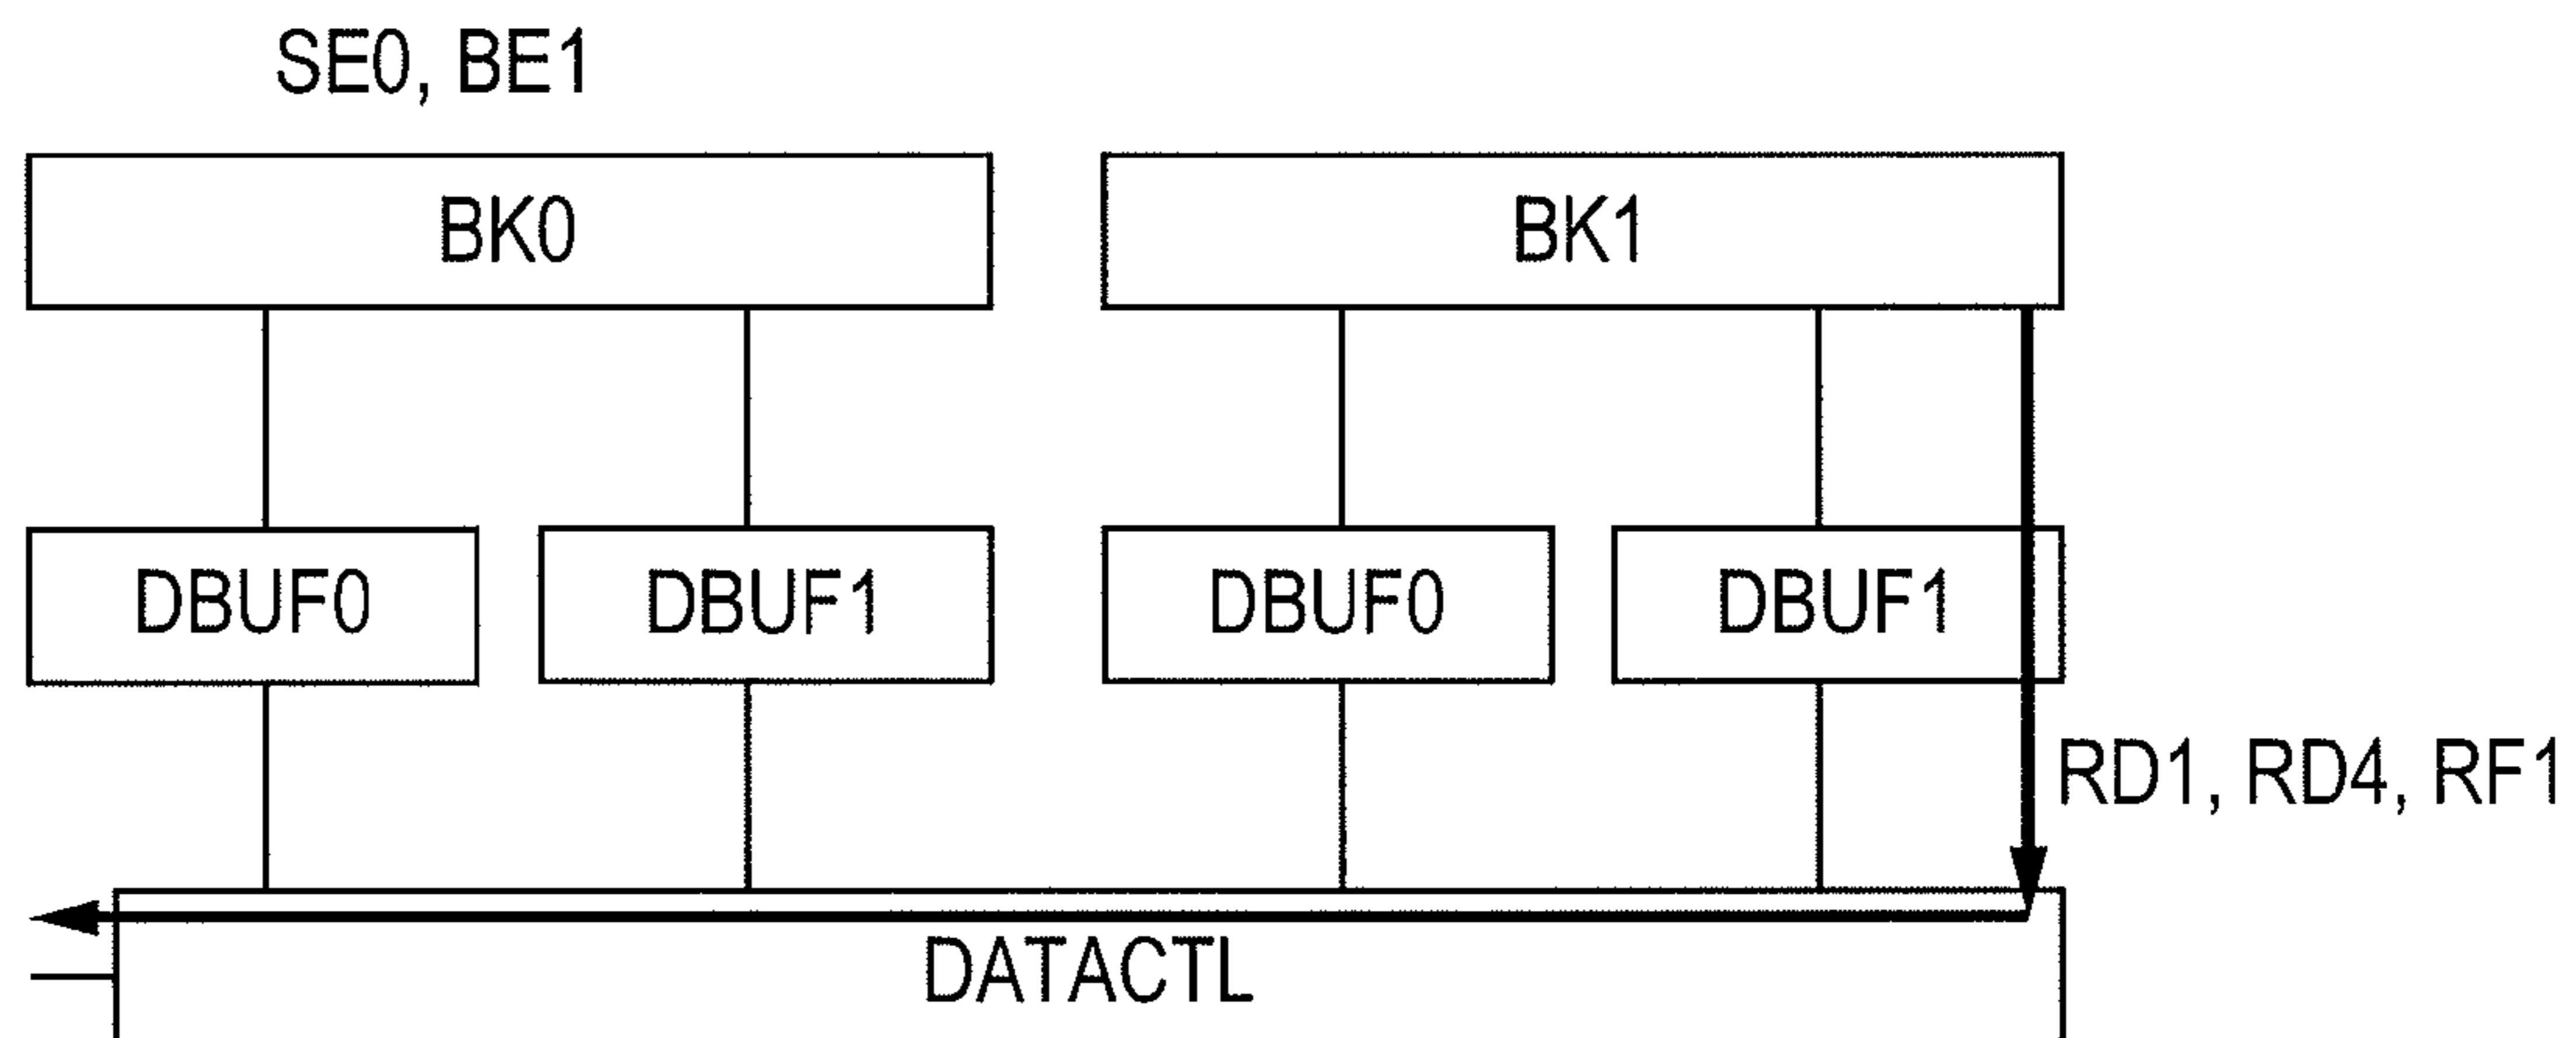 SE0, BE1
BK0 BK1
DBUF0 DBUF1 DBUF0 DBUF1
RD1, RD4, RF1
DATACTL